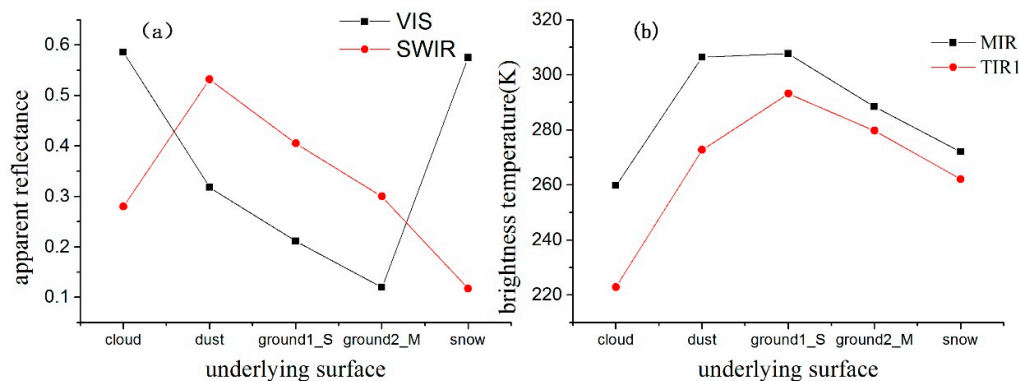 (a)
VIS
SWIR
0.6
0.5
0.4
0.3
0.2
0.1
apparent reflectance
cloud dust ground1_S ground2_M snow
underlying surface
(b)
MIR
TIR1
320
300
280
260
240
220
brightness temperature(K)
cloud dust ground1_S ground2_M snow
underlying surface